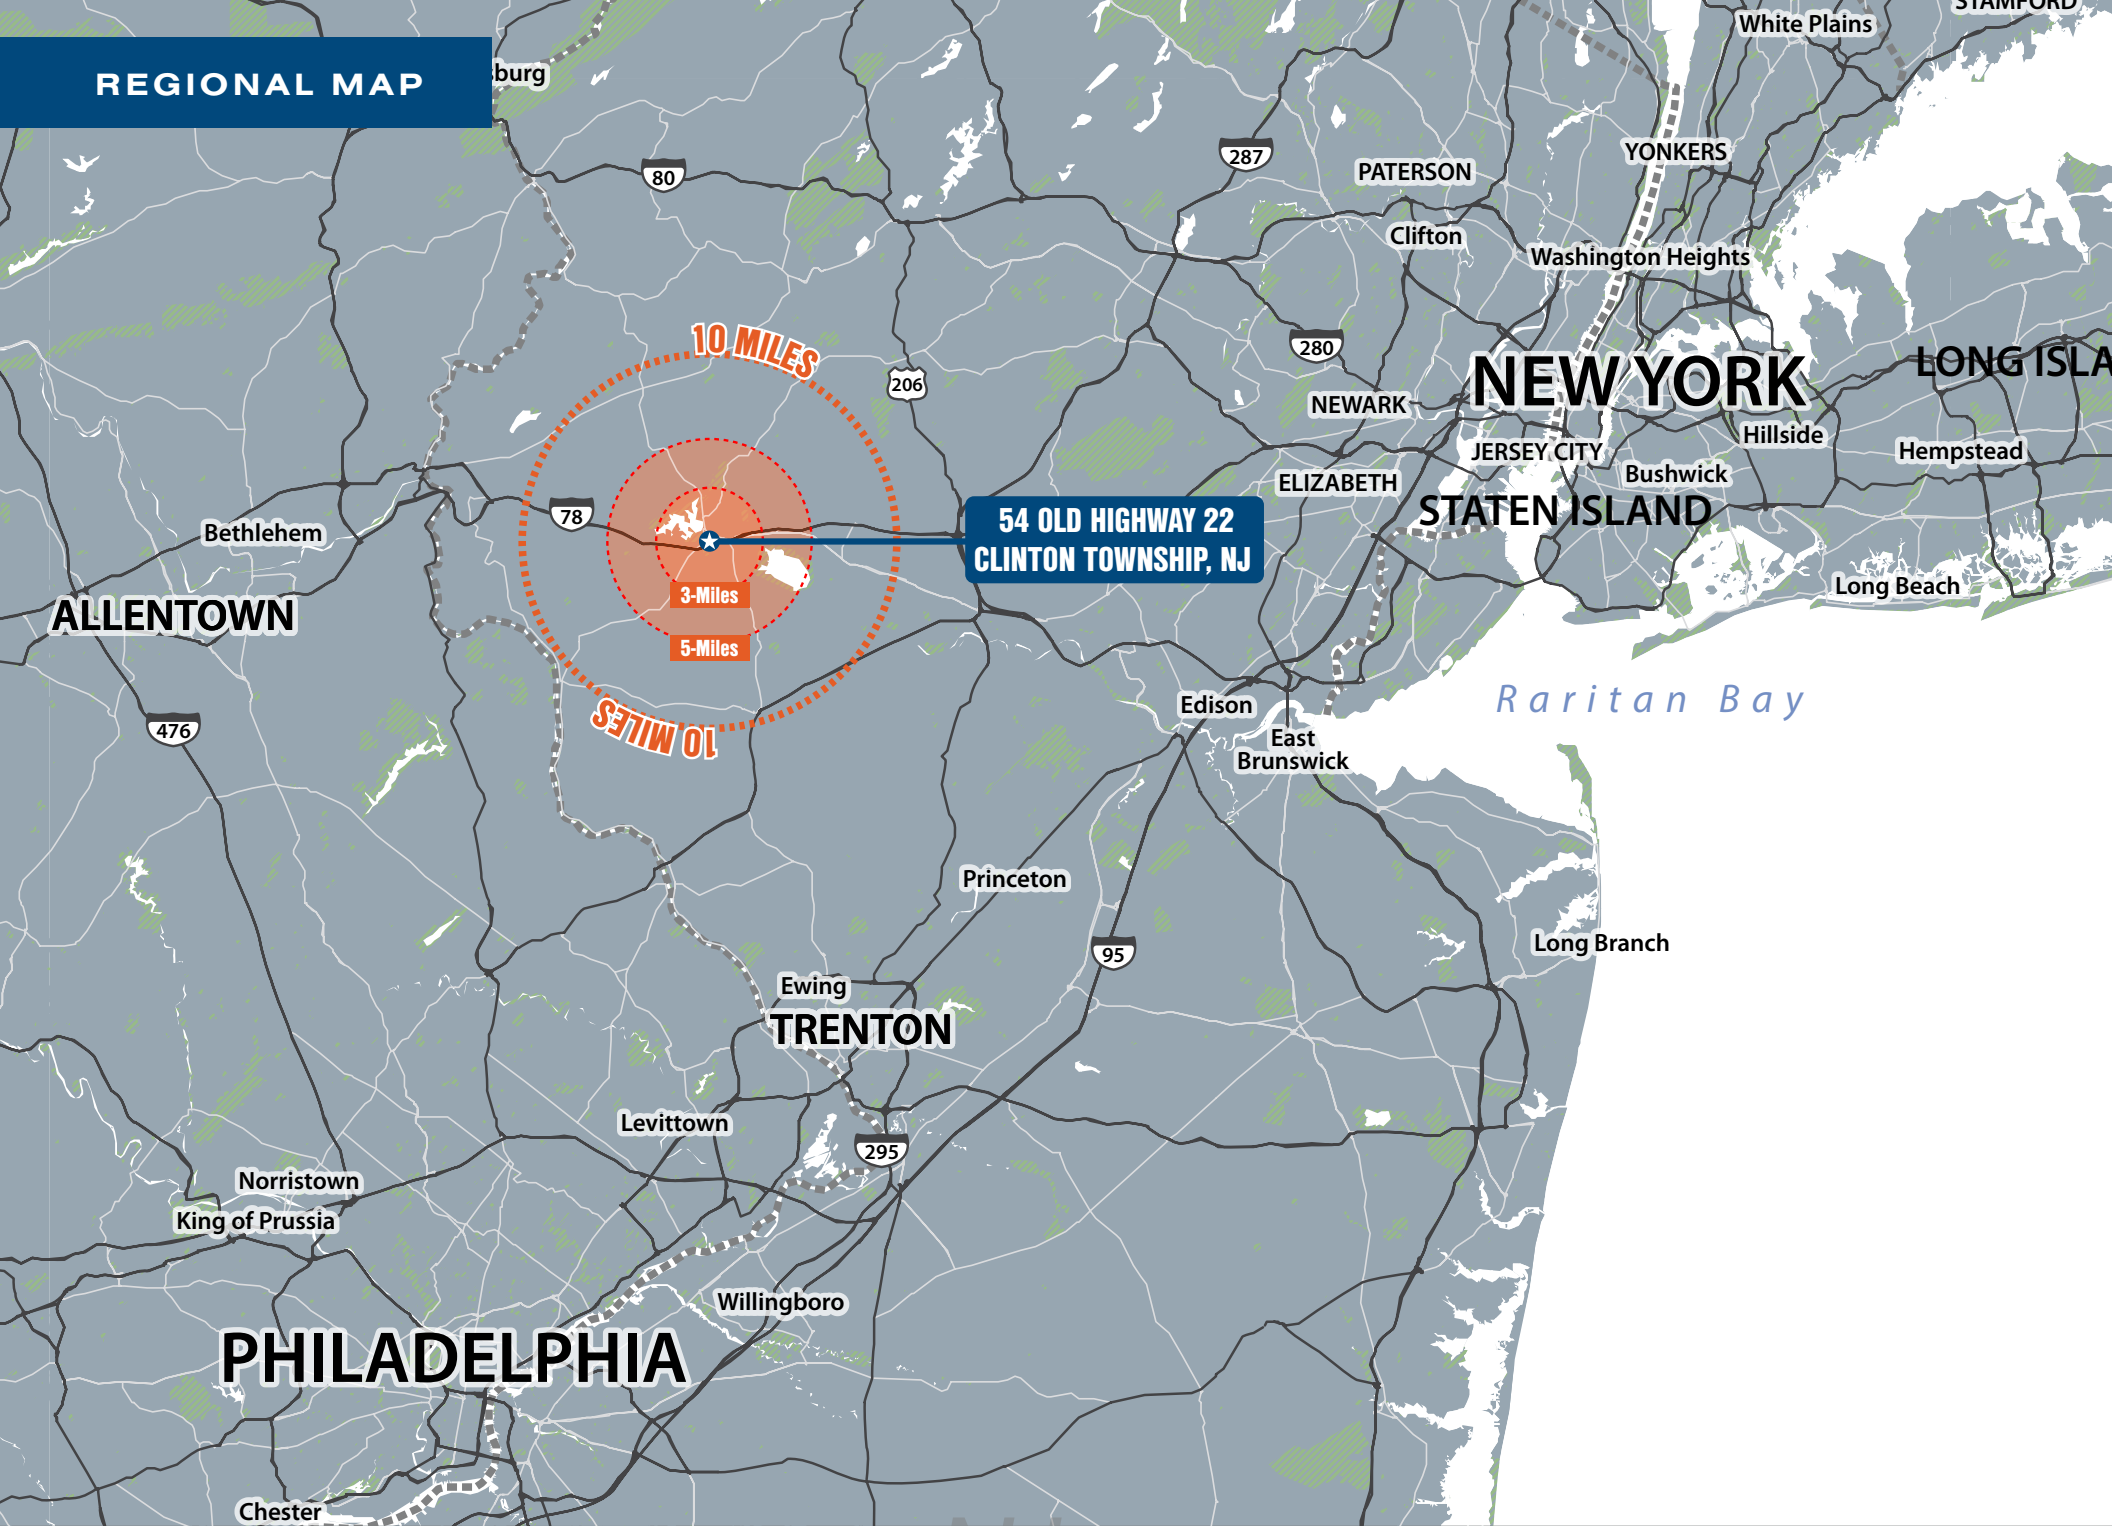 STAMFORD
White Plains
REGIONAL MAP
sburg
287
YONKERS
80
PATERSON
Clifton
Washington Heights
10 MILES
280
NEW YORK
LONG ISLA
206
NEWARK
Hillside
JERSEY CITY
Hempstead
Bushwick
ELIZABETH
STATEN ISLAND
78
54 OLD HIGHWAY 22
CLINTON TOWNSHIP, NJ
Bethlehem
Long Beach
3-Miles
ALLENTOWN
5-Miles
Raritan Bay
Edison
10 MILES
476
East
Brunswick
Princeton
Long Branch
95
Ewing
TRENTON
Levittown
295
Norristown
King of Prussia
Willingboro
PHILADELPHIA
Chester